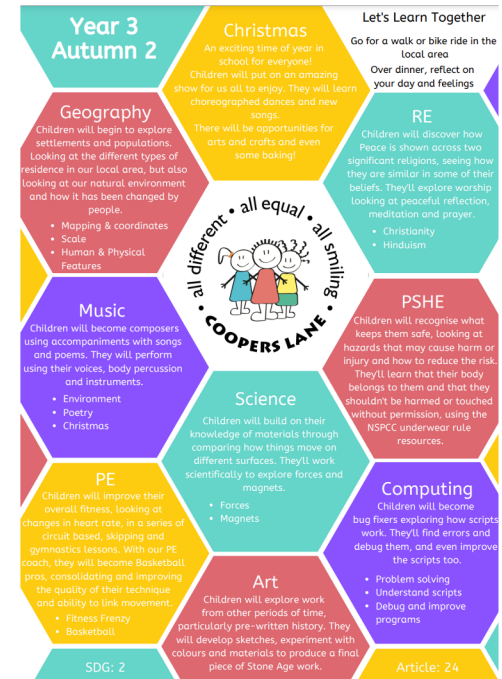 Year 3
Autumn 2
Christmas
An exciting time of year in
school for everyone!
Children will put on an amazing
show for us all to enjoy. They will learn
choreographed dances and new
songs.
There will be opportunities for
arts and crafts and even
some baking!
Let's Learn Together
Go for a walk or bike ride in the
local area
Over dinner, reflect on
your day and feelings
Geography
Children will begin to explore
settlements and populations.
Looking at the different types of
residence in our local area, but also
looking at our natural environment
and how it has been changed by
people.
• Mapping & coordinates
• Scale
• Human & Physical
Features
RE
Children will discover how
Peace is shown across two
significant religions, seeing how
they are similar in some of their
beliefs. They'll explore worship
looking at peaceful reflection,
meditation and prayer.
• Christianity
• Hinduism
all different • all equal • all smiling
• COOPERS LANE •
Music
Children will become composers
using accompaniments with songs
and poems. They will perform
using their voices, body percussion
and instruments.
• Environment
• Poetry
• Christmas
PSHE
Children will recognise what
keeps them safe, looking at
hazards that may cause harm or
injury and how to reduce the risk.
They'll learn that their body
belongs to them and that they
shouldn't be harmed or touched
without permission, using the
NSPCC underwear rule
resources.
Science
Children will build on their
knowledge of materials through
comparing how things move on
different surfaces. They'll work
scientifically to explore forces and
magnets.
• Forces
• Magnets
PE
Children will improve their
overall fitness, looking at
changes in heart rate, in a series of
circuit based, skipping and
gymnastics lessons. With our PE
coach, they will become Basketball
pros, consolidating and improving
the quality of their technique
and ability to link movement.
• Fitness Frenzy
• Basketball
Computing
Children will become
bug fixers exploring how scripts
work. They'll find errors and
debug them, and even improve
the scripts too.
• Problem solving
• Understand scripts
• Debug and improve
programs
Art
Children will explore work
from other periods of time,
particularly pre-written history. They
will develop sketches, experiment with
colours and materials to produce a final
piece of Stone Age work.
SDG: 2
Article: 24